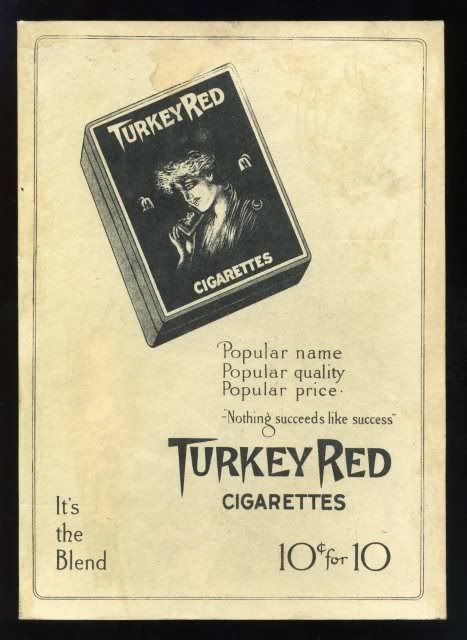 TURKEY RED
CIGARETTES
Popular name
Popular quality
Popular price.
-"Nothing succeeds like success"
TURKEY RED
CIGARETTES
It's
the
Blend
10¢ for 10